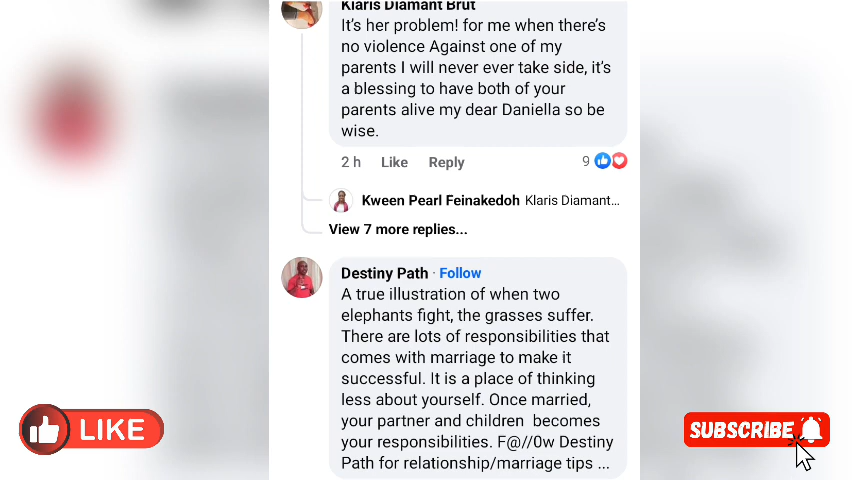 Klaris Diamant Brut
It's her problem! for me when there's
no violence Against one of my
parents I will never ever take side, it's
a blessing to have both of your
parents alive my dear Daniella so be
wise.
2 h Like Reply 9
Kween Pearl Feinakedoh Klaris Diamant...
View 7 more replies...
Destiny Path · Follow
A true illustration of when two
elephants fight, the grasses suffer.
There are lots of responsibilities that
comes with marriage to make it
successful. It is a place of thinking
less about yourself. Once married,
your partner and children becomes
your responsibilities. F@//0w Destiny
Path for relationship/marriage tips ...
LIKE
SUBSCRIBE